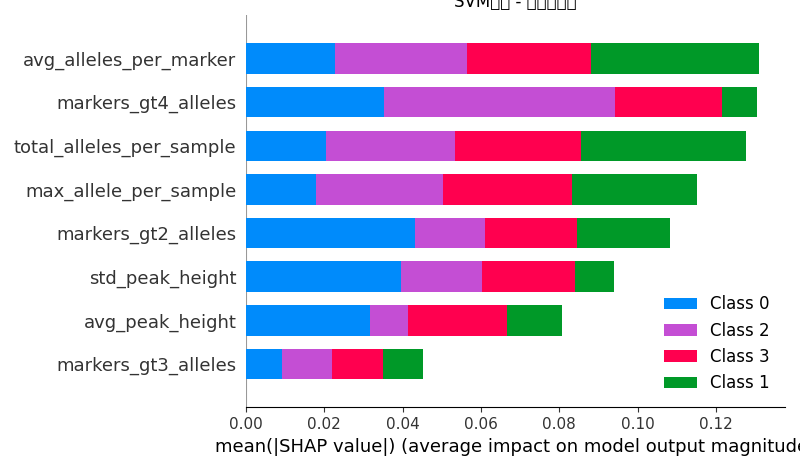 SVM
avg_alleles_per_marker
markers_gt4_alleles
total_alleles_per_sample
max_allele_per_sample
markers_gt2_alleles
std_peak_height
avg_peak_height
markers_gt3_alleles
Class 0
Class 2
Class 3
Class 1
0.00 0.02 0.04 0.06 0.08 0.10 0.12
mean(|SHAP value|) (average impact on model output magnitude